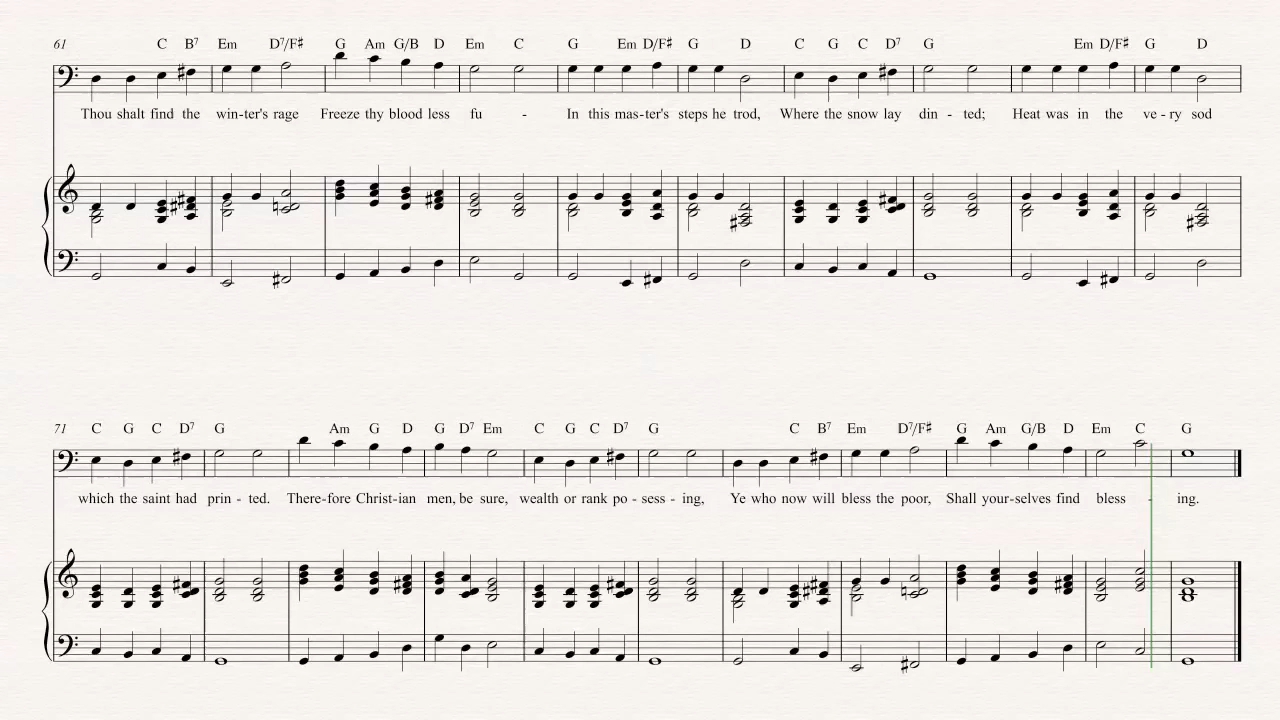 61 C B7 Em D7/F♯ G Am G/B D Em C G Em D/F♯ G D C G C D7 G Em D/F♯ G D
Thou shalt find the win-ter's rage Freeze thy blood less fu - In this mas-ter's steps he trod, Where the snow lay din - ted; Heat was in the ve - ry sod
71 C G C D7 G Am G D G D7 Em C G C D7 G C B7 Em D7/F♯ G Am G/B D Em C G
which the saint had prin - ted. There-fore Christ-ian men, be sure, wealth or rank po - sess - ing, Ye who now will bless the poor, Shall your-selves find bless - ing.